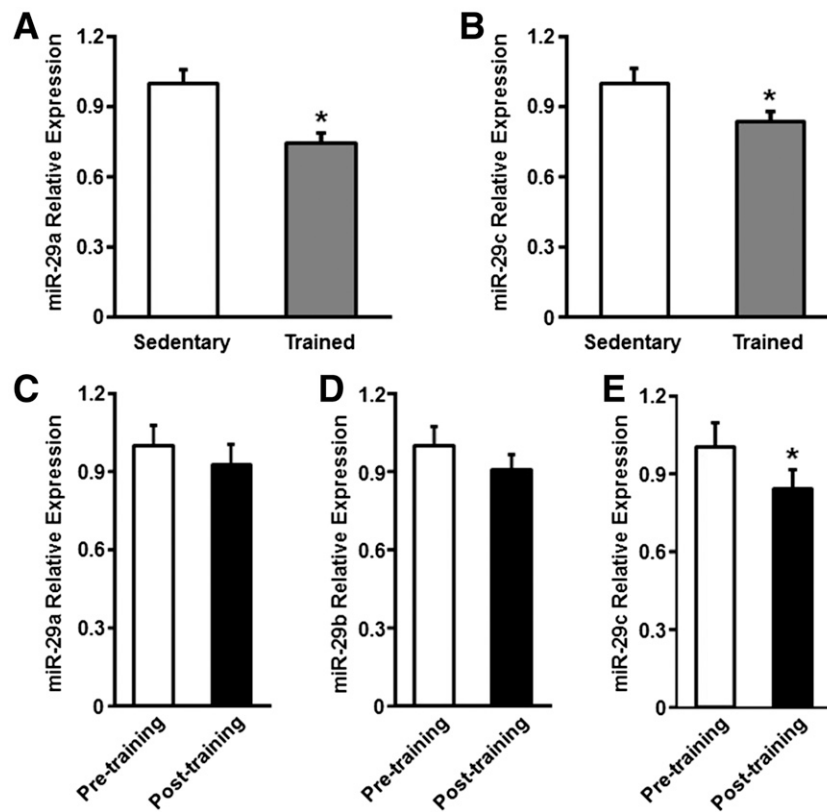 A
miR-29a Relative Expression
1.2
0.9
0.6
0.3
0
*
Sedentary Trained
B
miR-29c Relative Expression
1.2
0.9
0.6
0.3
0
*
Sedentary Trained
C
miR-29a Relative Expression
1.2
0.9
0.6
0.3
0
Pre-training
Post-training
D
miR-29b Relative Expression
1.2
0.9
0.6
0.3
0
Pre-training
Post-training
E
miR-29c Relative Expression
1.2
0.9
0.6
0.3
0
*
Pre-training
Post-training